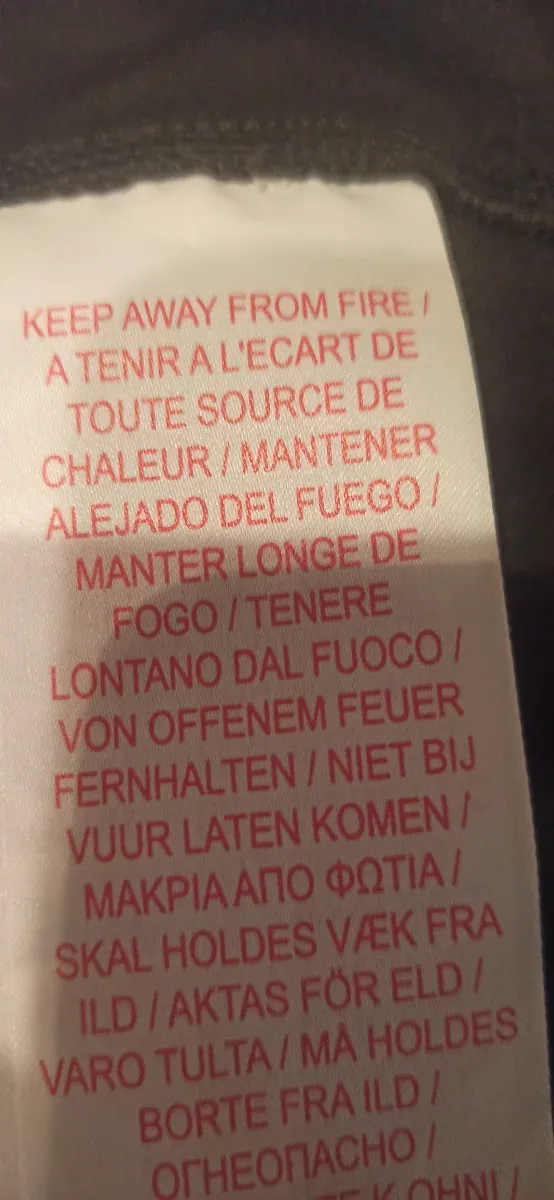 KEEP AWAY FROM FIRE /
A TENIR A L'ECART DE
TOUTE SOURCE DE
CHALEUR / MANTENER
ALEJADO DEL FUEGO /
MANTER LONGE DE
FOGO / TENERE
LONTANO DAL FUOCO /
VON OFFENEM FEUER
FERNHALTEN / NIET BIJ
VUUR LATEN KOMEN /
ΜΑΚΡΙΑ ΑΠΟ ΦΩΤΙΑ /
SKAL HOLDES VÆK FRA
ILD / AKTAS FÖR ELD /
VARO TULTA / MÅ HOLDES
BORTE FRA ILD /
ОГНЕОПАСНО /
K OHNI /